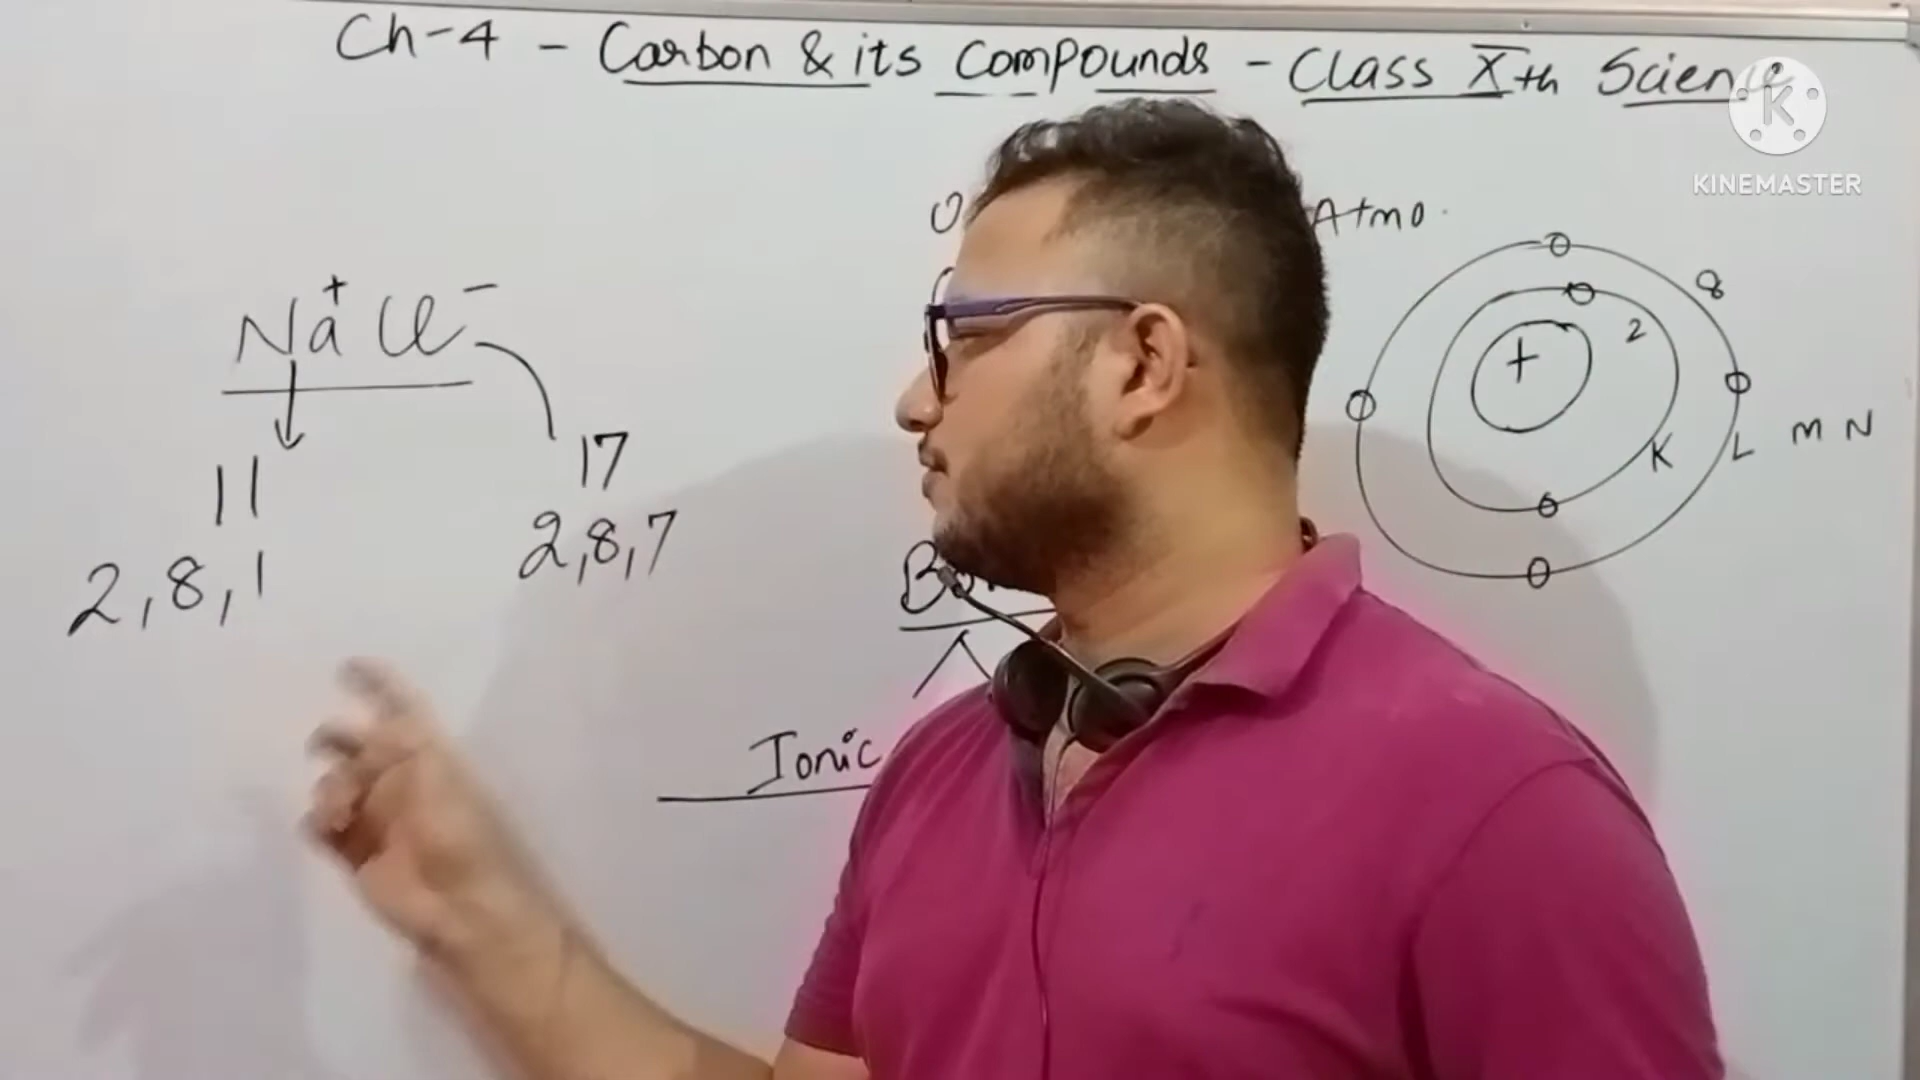 Ch-4 - Carbon & its Compounds - Class Xth Science
K
KINEMASTER
Atmo
Na+ Cl-
11
2,8,1
17
2,8,7
+
2
8
K L M N
Ionic